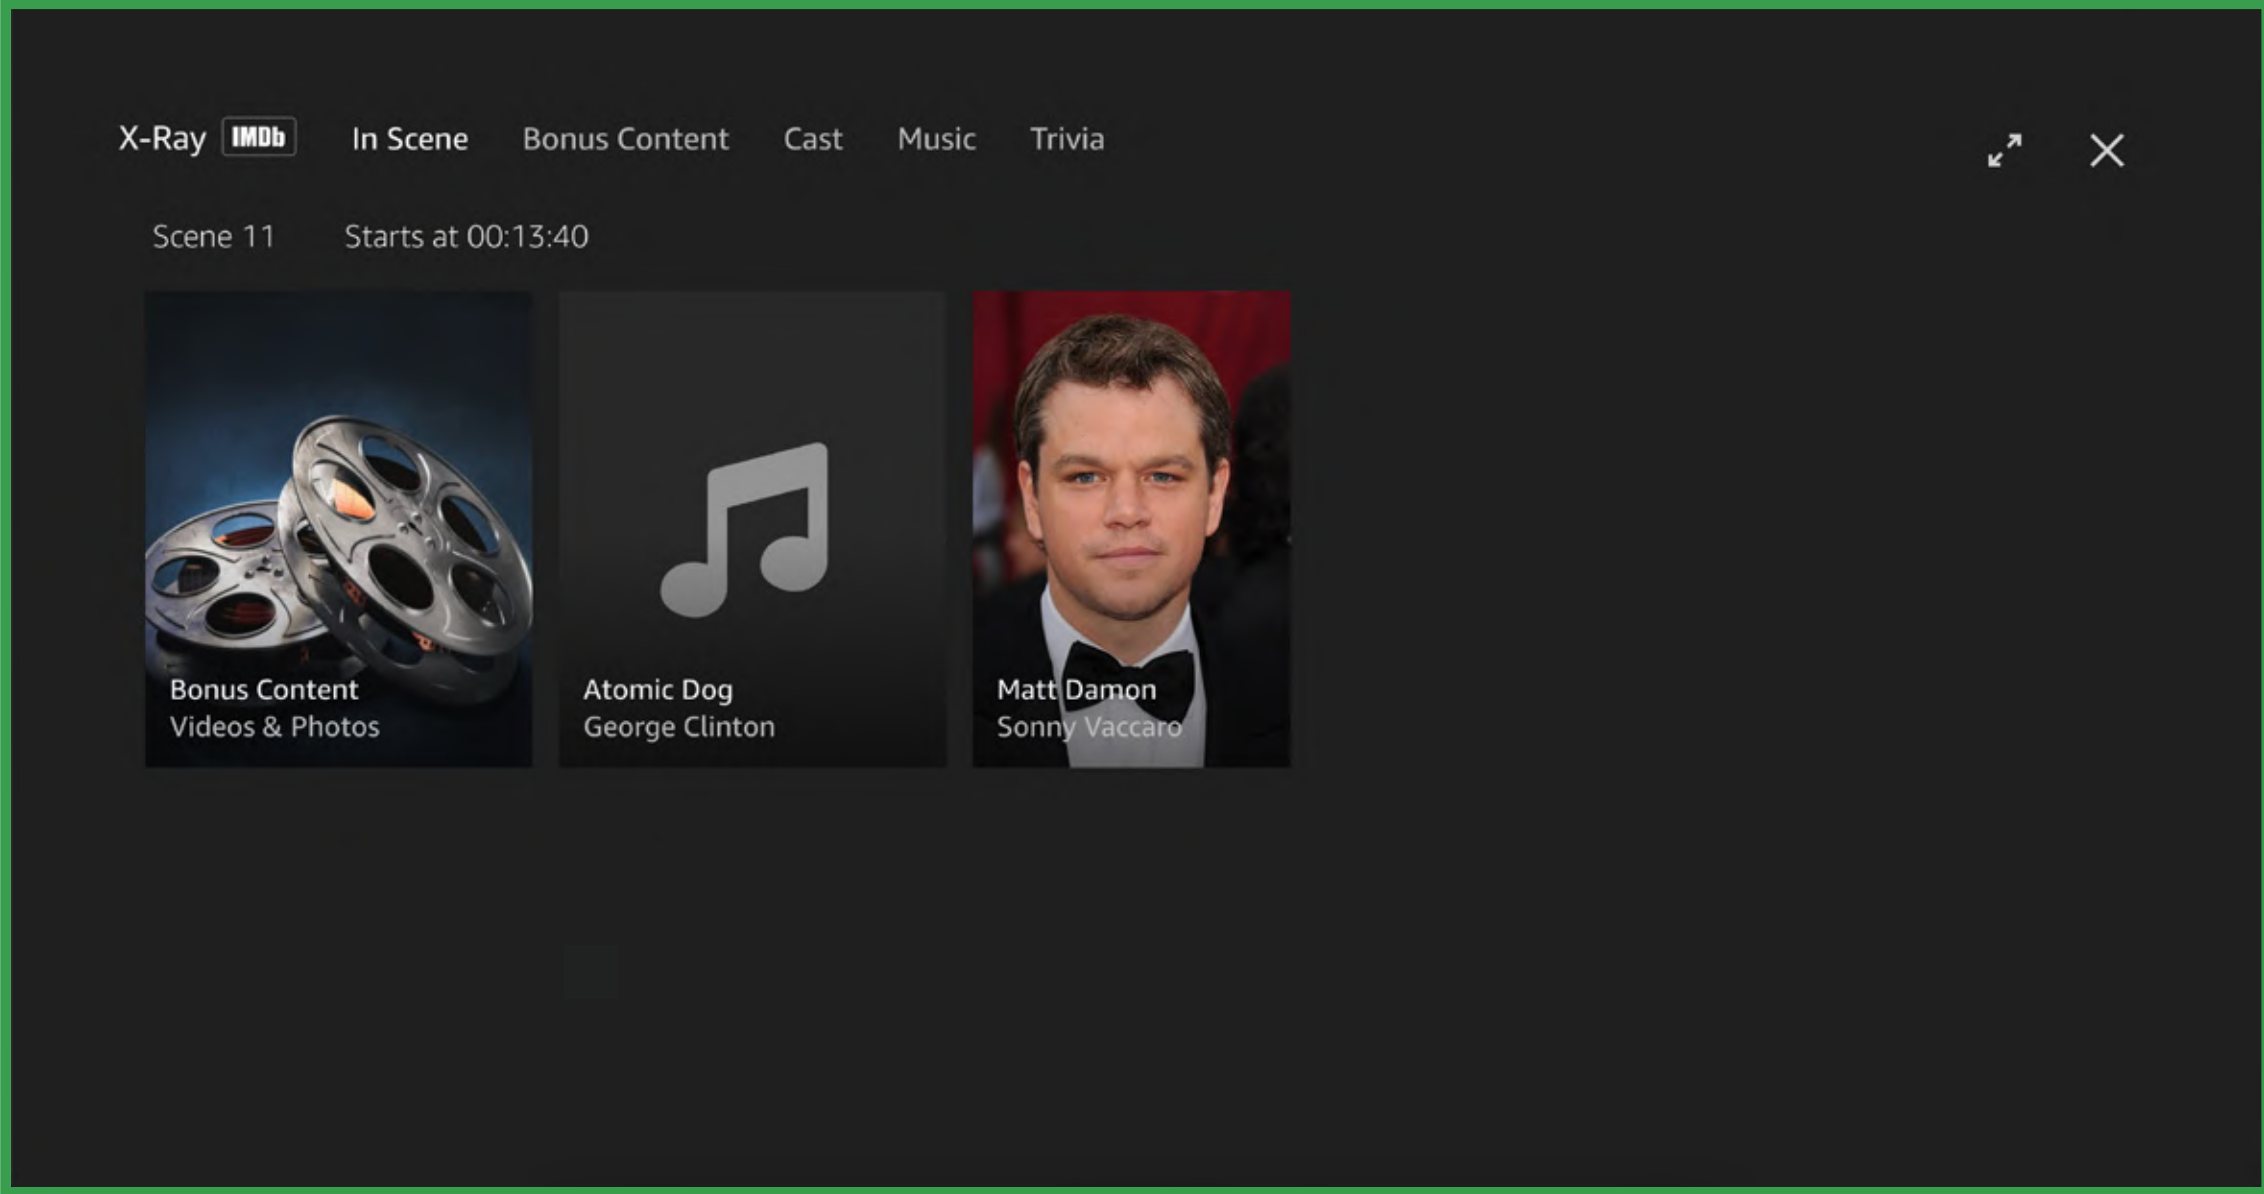 X-Ray IMDb In Scene Bonus Content Cast Music Trivia
Scene 11 Starts at 00:13:40
Bonus Content
Videos & Photos
Atomic Dog
George Clinton
Matt Damon
Sonny Vaccaro